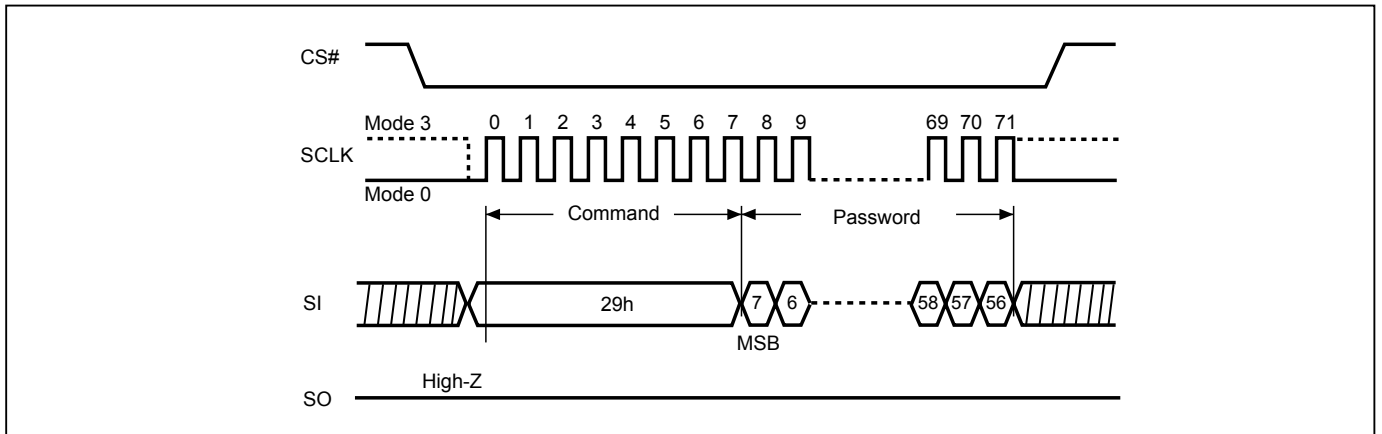 CS#
Mode 3 0 1 2 3 4 5 6 7 8 9 69 70 71
SCLK
Mode 0
Command Password
SI 29h 7 6 58 57 56
MSB
High-Z
SO